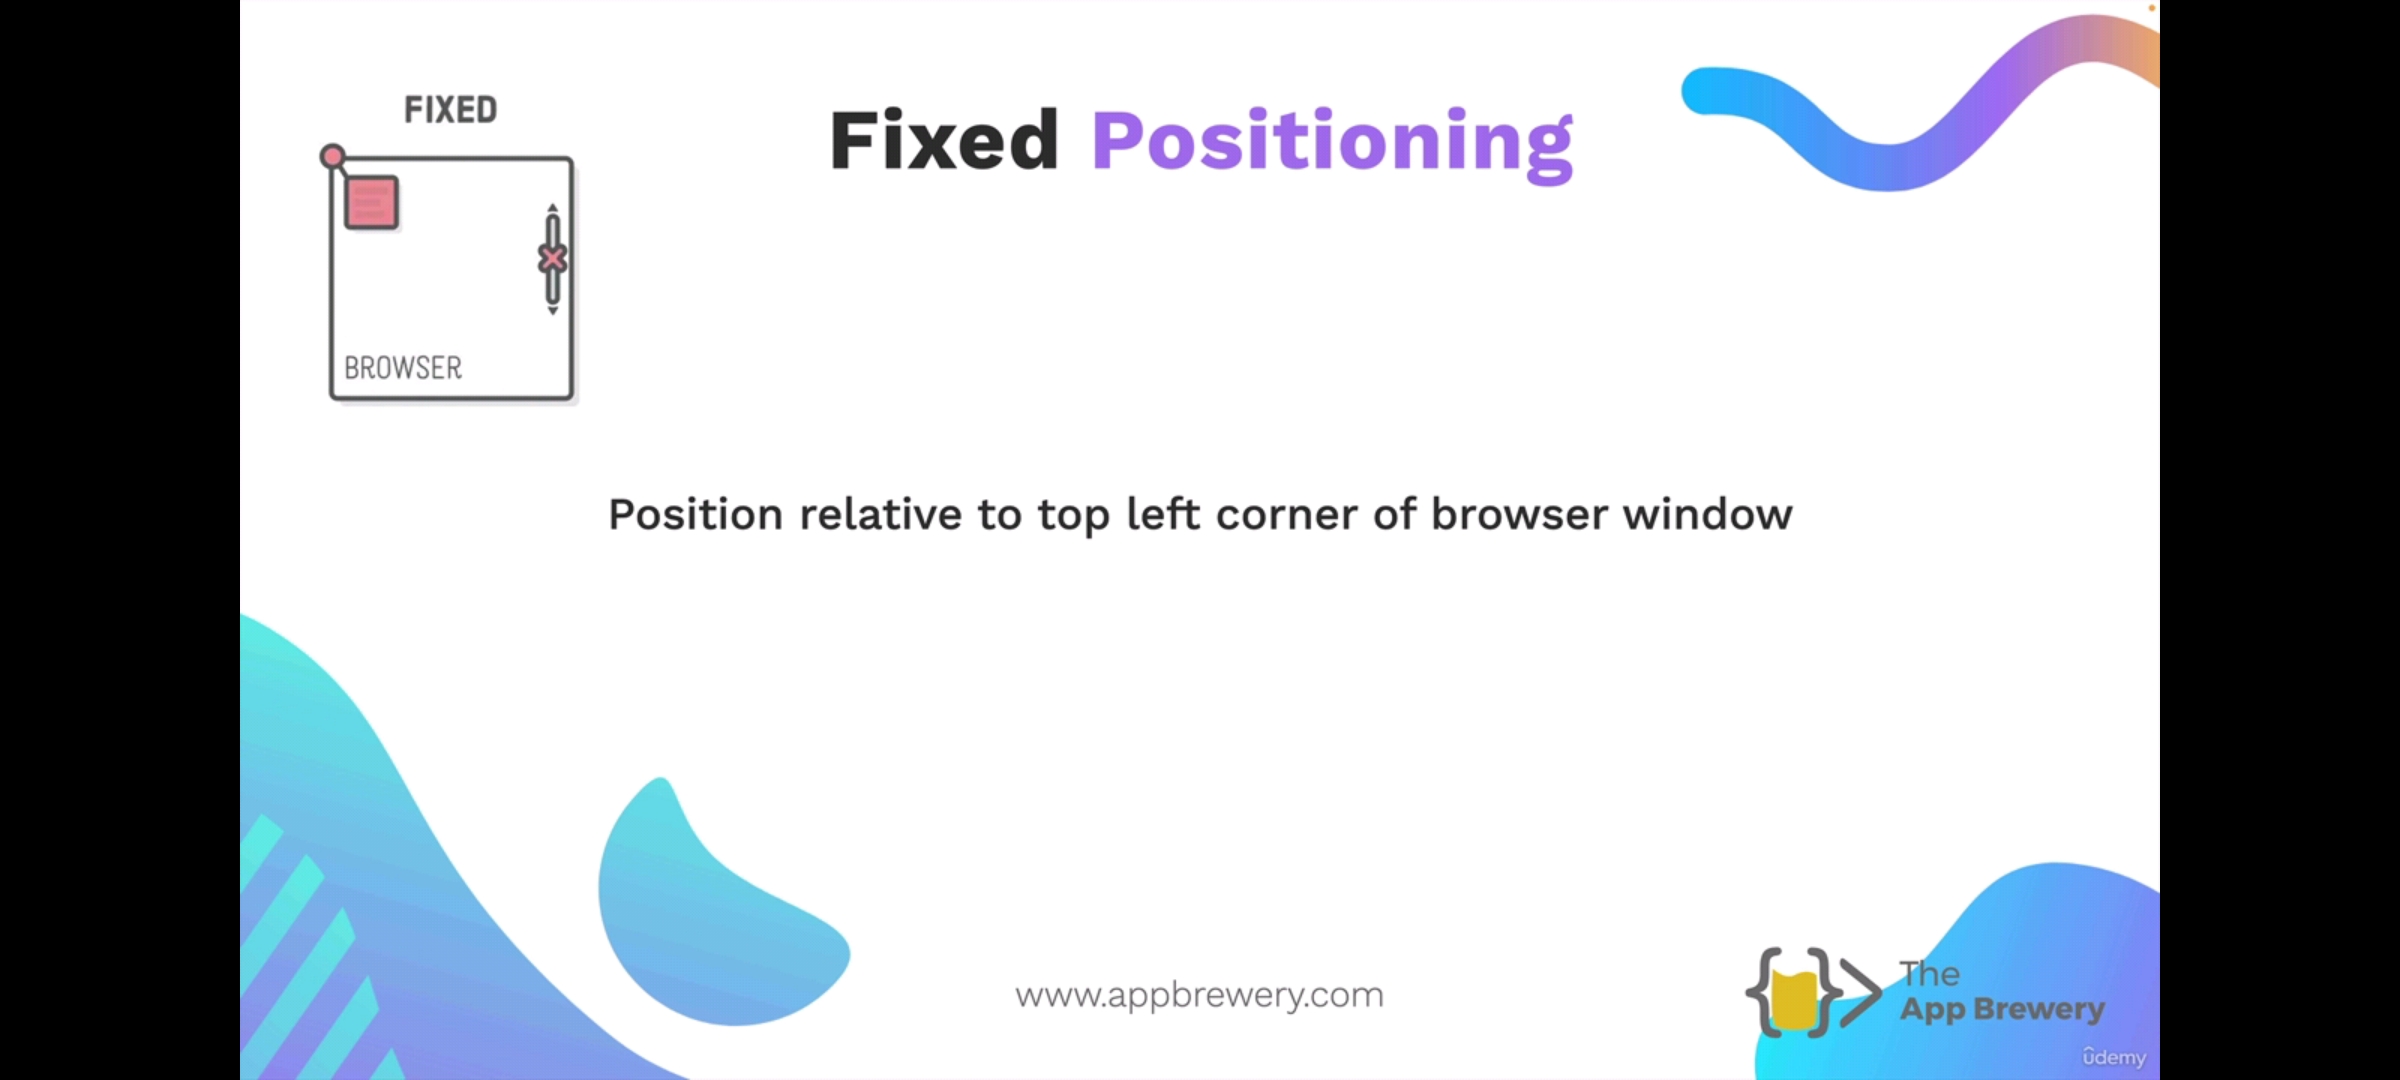 FIXED
Fixed Positioning
BROWSER
Position relative to top left corner of browser window
www.appbrewery.com
The
App Brewery
ûdemy